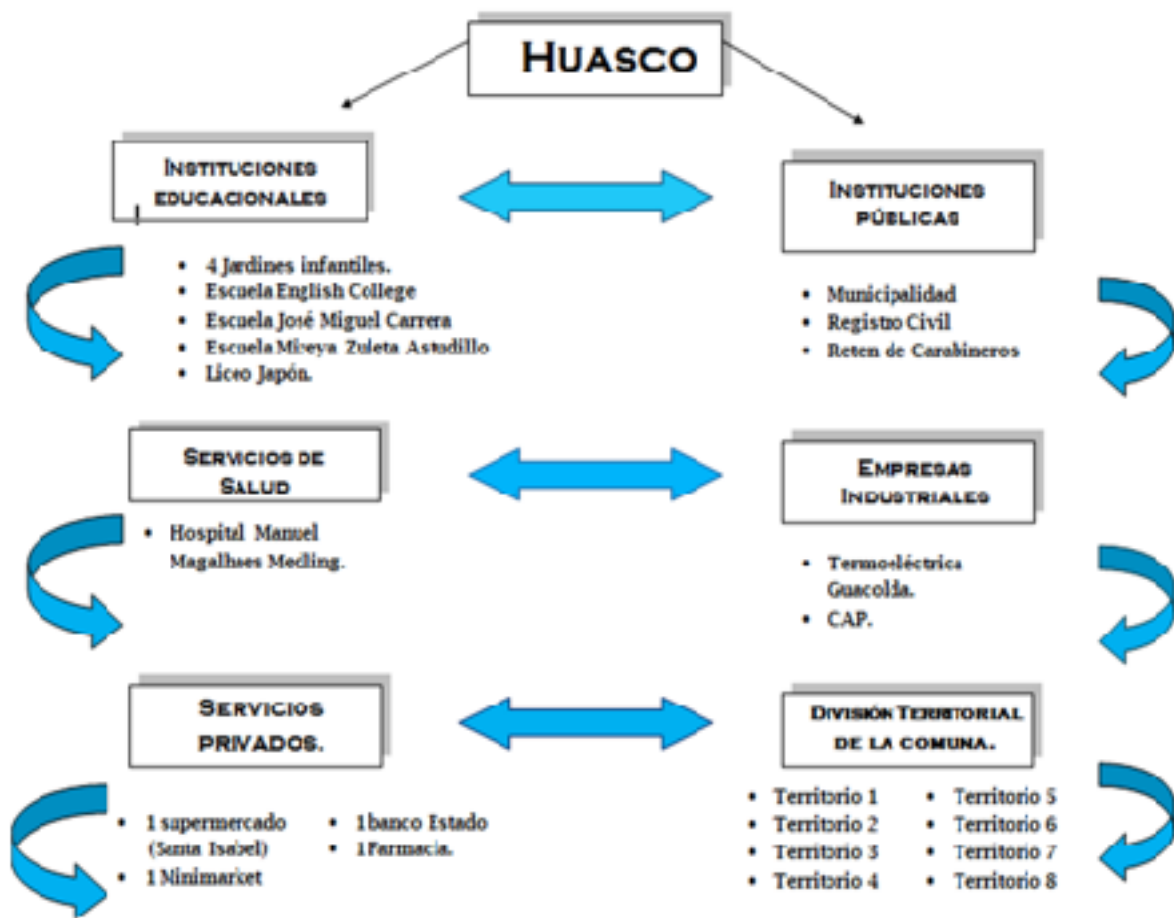 HUASCO
INSTITUCIONES
EDUCACIONALES
• 4 Jardines infantiles.
• Escuela English College
• Escuela José Miguel Carrera
• Escuela Mireya Zuleta Astudillo
• Liceo Japón.
INSTITUCIONES
PÚBLICAS
• Municipalidad
• Registro Civil
• Reten de Carabineros
SERVICIOS DE
SALUD
• Hospital Manuel
Magalhaes Medling.
EMPRESAS
INDUSTRIALES
• Termoeléctrica
Guacolda.
• CAP.
SERVICIOS
PRIVADOS.
• 1 supermercado
(Santa Isabel)
• 1 Minimarket
• 1 banco Estado
• 1 Farmacia.
DIVISIÓN TERRITORIAL
DE LA COMUNA.
• Territorio 1
• Territorio 2
• Territorio 3
• Territorio 4
• Territorio 5
• Territorio 6
• Territorio 7
• Territorio 8